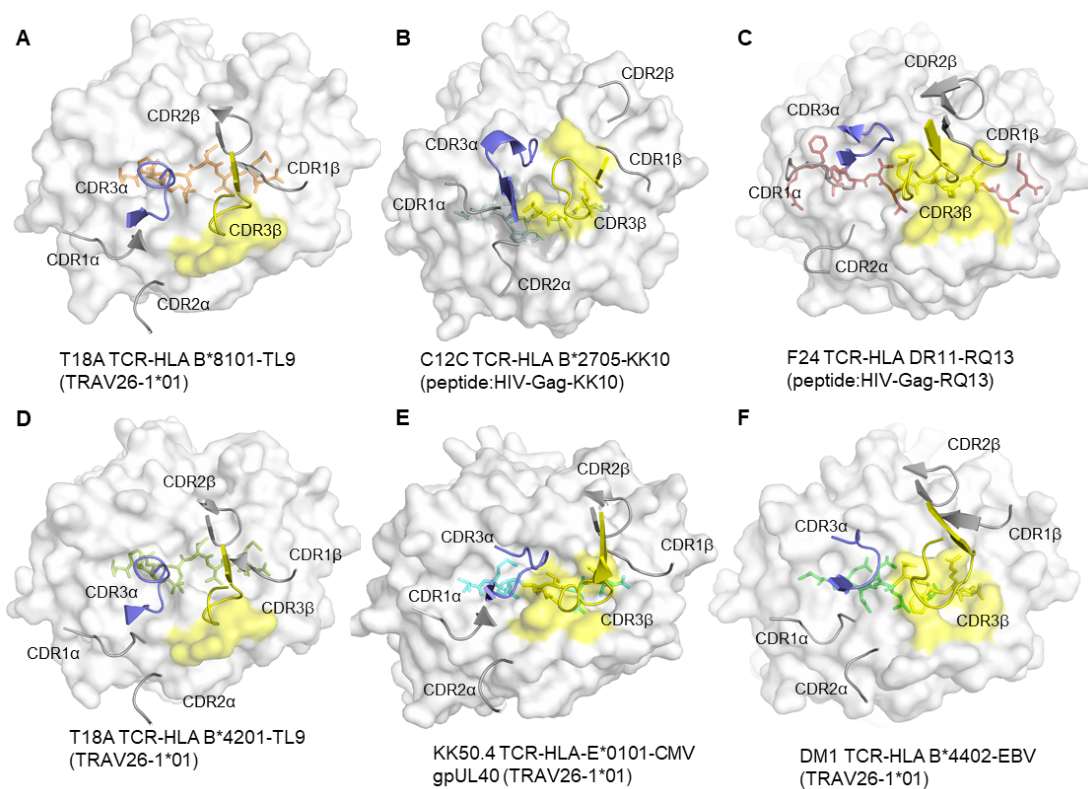 A
CDR2β
CDR1β
CDR3α
CDR3β
CDR1α
CDR2α
T18A TCR-HLA B*8101-TL9
(TRAV26-1*01)
B
CDR2β
CDR3α
CDR1β
CDR1α
CDR3β
CDR2α
C12C TCR-HLA B*2705-KK10
(peptide:HIV-Gag-KK10)
C
CDR2β
CDR3α
CDR1β
CDR1α
CDR3β
CDR2α
F24 TCR-HLA DR11-RQ13
(peptide:HIV-Gag-RQ13)
D
CDR2β
CDR1β
CDR3α
CDR3β
CDR1α
CDR2α
T18A TCR-HLA B*4201-TL9
(TRAV26-1*01)
E
CDR2β
CDR3α
CDR1β
CDR1α
CDR3β
CDR2α
KK50.4 TCR-HLA-E*0101-CMV
gpUL40 (TRAV26-1*01)
F
CDR2β
CDR3α
CDR1β
CDR1α
CDR3β
CDR2α
DM1 TCR-HLA B*4402-EBV
(TRAV26-1*01)